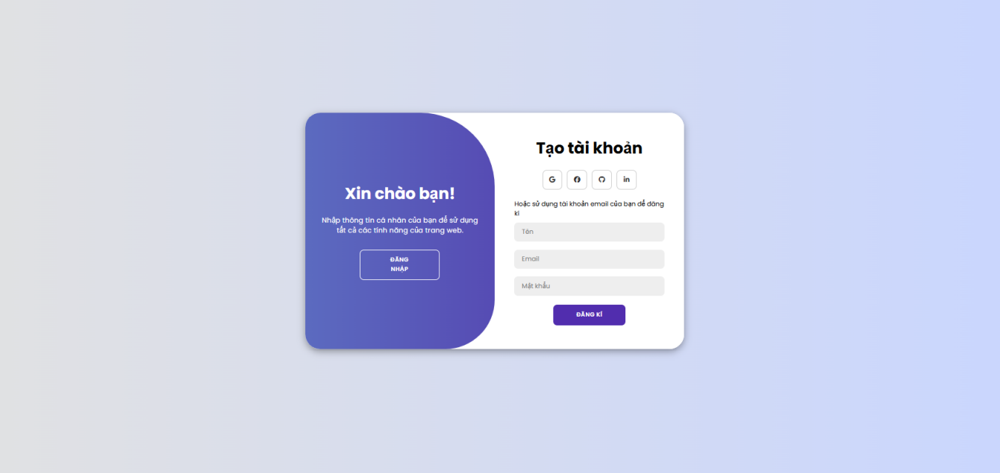 Xin chào bạn!
Nhập thông tin cá nhân của bạn để sử dụng
tất cả các tính năng của trang web.
ĐĂNG
NHẬP
Tạo tài khoản
Hoặc sử dụng tài khoản email của bạn để đăng
kí
Tên
Email
Mật khẩu
ĐĂNG KÍ